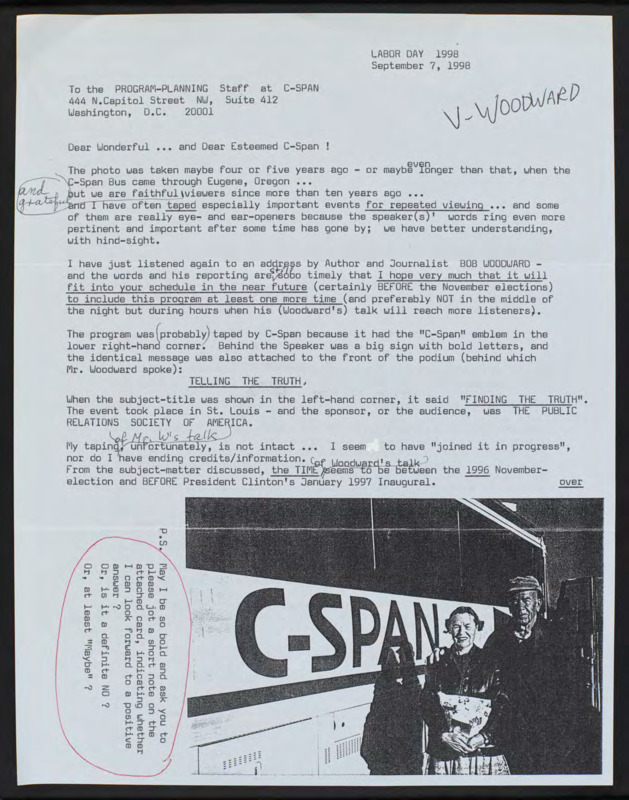 LABOR DAY 1998
September 7, 1998
To the PROGRAM-PLANNING Staff at C-SPAN
444 N.Capitol Street NW, Suite 412
Washington, D.C. 20001
V-WOODWARD
Dear Wonderful ... and Dear Esteemed C-Span !
The photo was taken maybe four or five years ago - or maybe even longer than that, when the
C-Span Bus came through Eugene, Oregon ...
and grateful
but we are faithful viewers since more than ten years ago ...
and I have often taped especially important events for repeated viewing ... and some
of them are really eye- and ear-openers because the speaker(s)' words ring even more
pertinent and important after some time has gone by; we have better understanding,
with hind-sight.
I have just listened again to an address by Author and Journalist BOB WOODWARD -
and the words and his reporting are still sooo timely that I hope very much that it will
fit into your schedule in the near future (certainly BEFORE the November elections)
to include this program at least one more time (and preferably NOT in the middle of
the night but during hours when his (Woodward's) talk will reach more listeners).
The program was (probably) taped by C-Span because it had the "C-Span" emblem in the
lower right-hand corner. Behind the Speaker was a big sign with bold letters, and
the identical message was also attached to the front of the podium (behind which
Mr. Woodward spoke):
TELLING THE TRUTH.
When the subject-title was shown in the left-hand corner, it said "FINDING THE TRUTH".
The event took place in St. Louis - and the sponsor, or the audience, was THE PUBLIC
RELATIONS SOCIETY OF AMERICA.
(of Mr. W's talk)
My taping, unfortunately, is not intact ... I seem to have "joined it in progress",
nor do I have ending credits/information. (of Woodward's talk)
From the subject-matter discussed, the TIME seems to be between the 1996 November-
election and BEFORE President Clinton's January 1997 Inaugural.
over
P.S. May I be so bold and ask you to
please jot a short note on the
attached card, indicating whether
I can look forward to a positive
answer ?
Or, is it a definite NO ?
Or, at least "Maybe" ?
C-SPAN